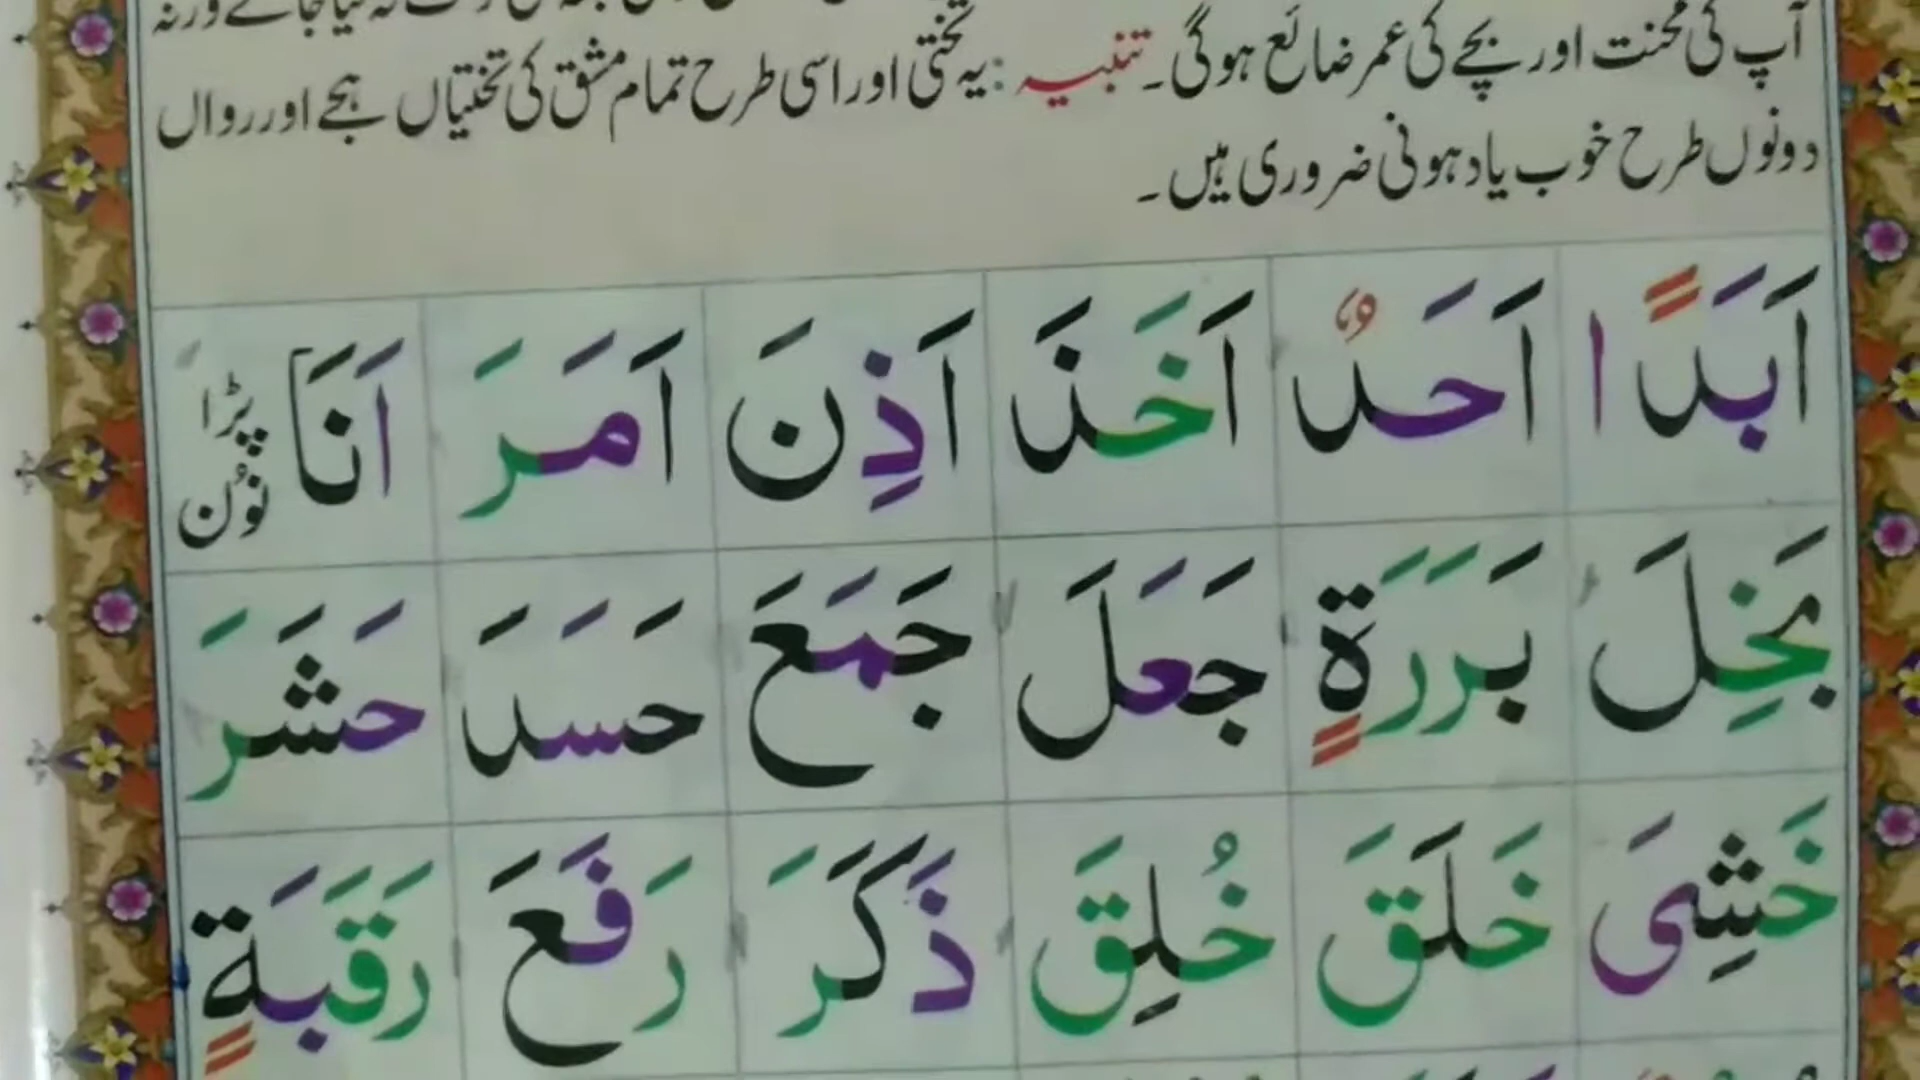 آپ کی محنت اور بچے کی عمر ضائع ہوگی۔ تنبیہ : یہ تختی اور اسی طرح تمام مشق کی تختیاں ہجے اور رواں
دونوں طرح خوب یاد ہونی ضروری ہیں۔
اَبَدًا اَحَدٌ اَخَذَ اَذِنَ اَمَرَ اَنَا پڑا نُون
بَخِلَ بَرَرَةٍ جَعَلَ جَمَعَ حَسَدَ حَشَرَ
خَشِیَ خَلَقَ خُلِقَ ذَكَرَ رَفَعَ رَقَبَةٍ